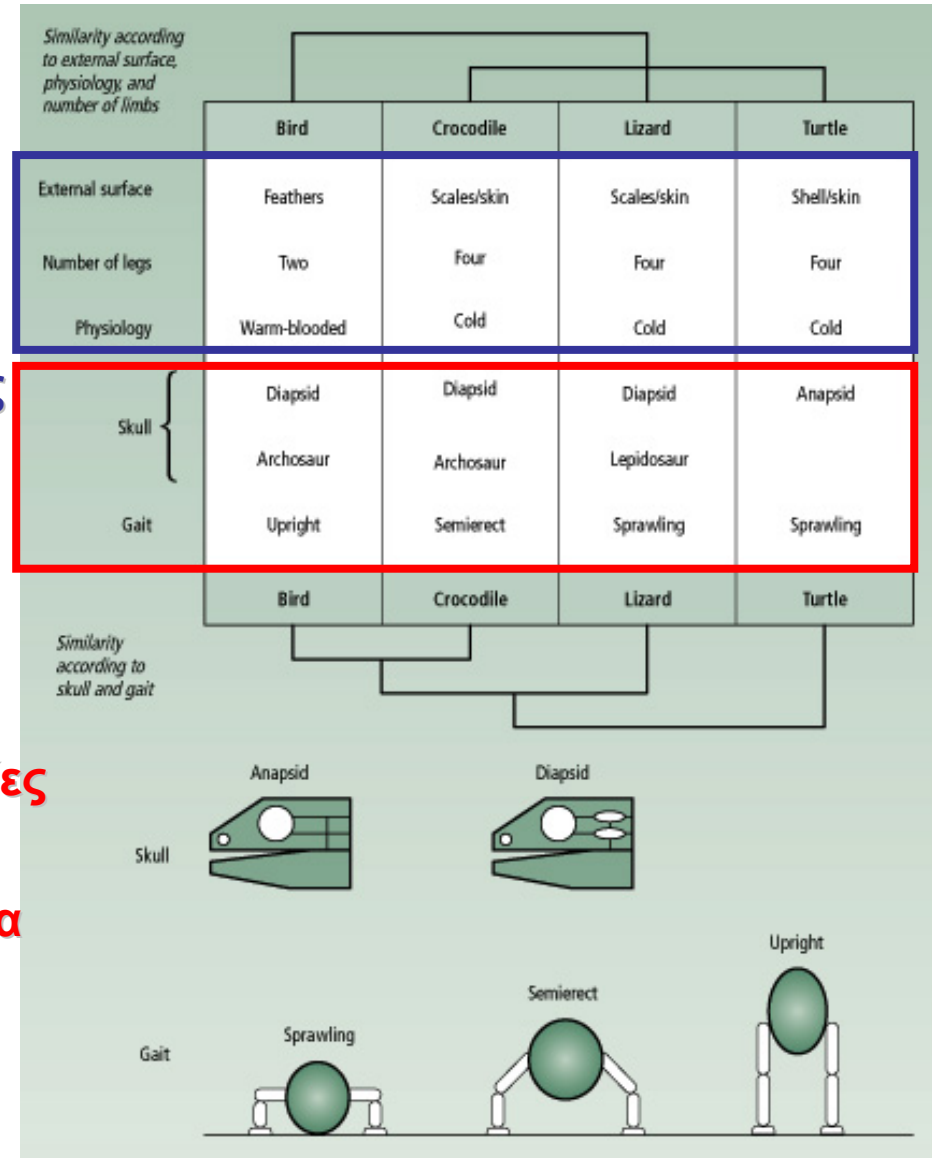 Similarity according
to external surface,
physiology, and
number of limbs
Bird Crocodile Lizard Turtle
External surface Feathers Scales/skin Scales/skin Shell/skin
Number of legs Two Four Four Four
Physiology Warm-blooded Cold Cold Cold
ς
Skull Diapsid Diapsid Diapsid Anapsid
Archosaur Archosaur Lepidosaur
Gait Upright Semierect Sprawling Sprawling
Bird Crocodile Lizard Turtle
Similarity
according to
skull and gait
ες
Anapsid Diapsid
Skull
α
Upright
Semierect
Sprawling
Gait